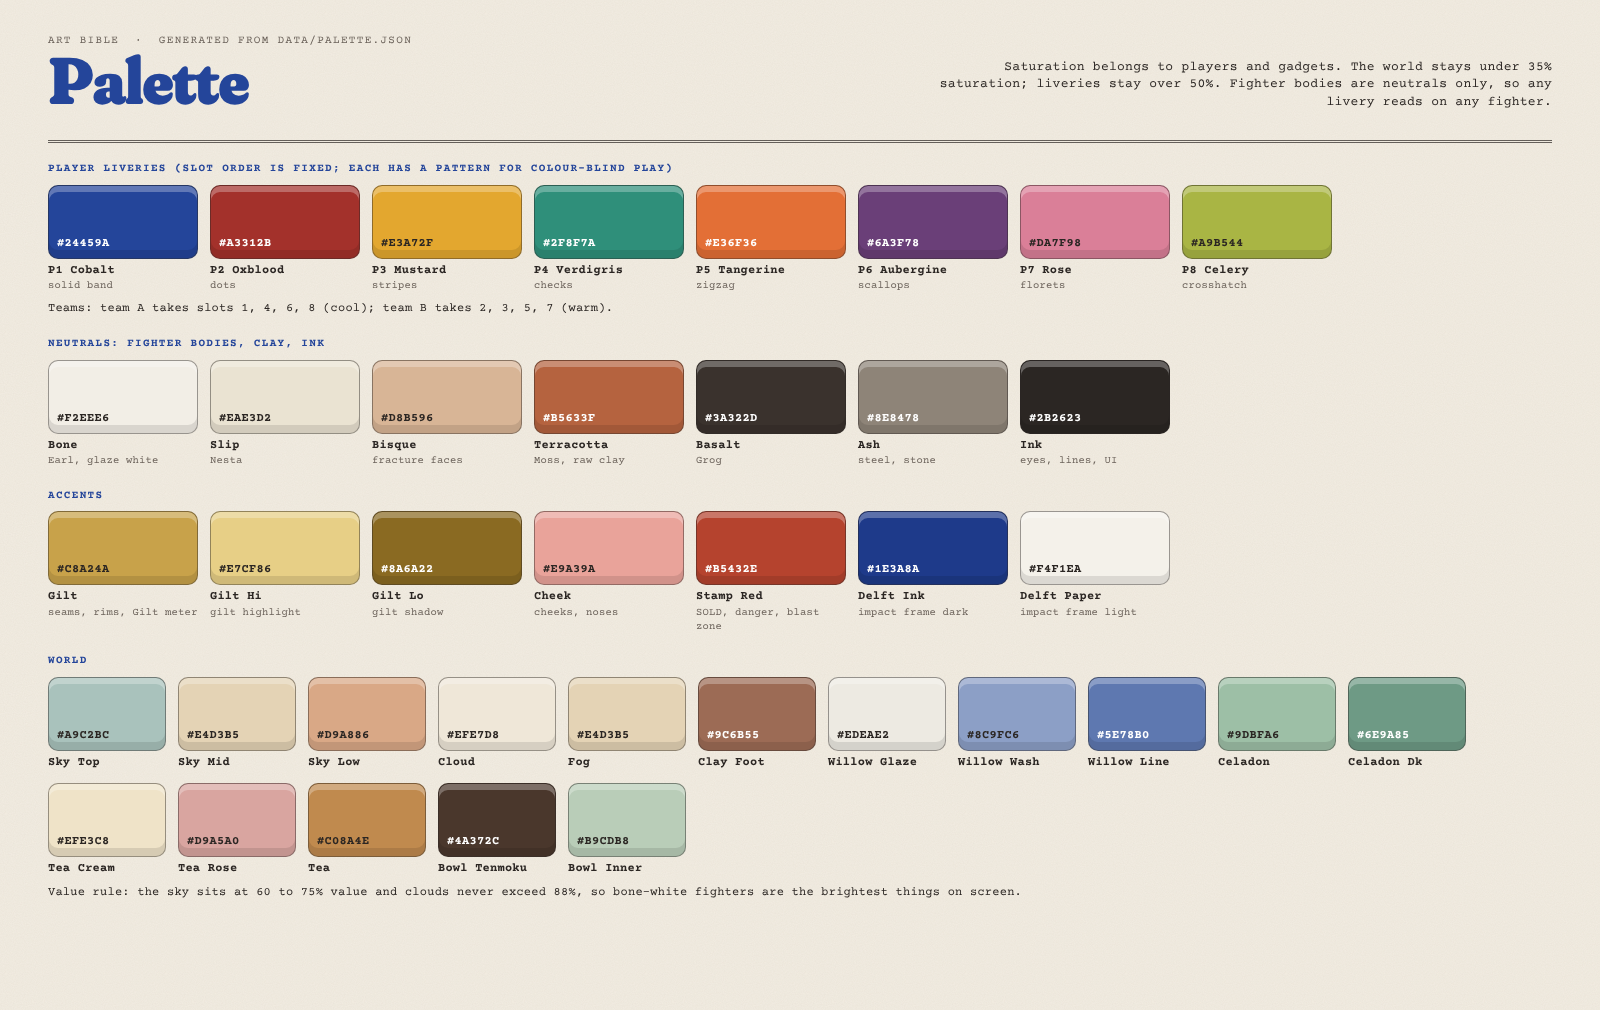 ART BIBLE · GENERATED FROM DATA/PALETTE.JSON
Palette
Saturation belongs to players and gadgets. The world stays under 35%
saturation; liveries stay over 50%. Fighter bodies are neutrals only, so any
livery reads on any fighter.
PLAYER LIVERIES (SLOT ORDER IS FIXED; EACH HAS A PATTERN FOR COLOUR-BLIND PLAY)
#24459A #A3312B #E3A72F #2F8F7A #E36F36 #6A3F78 #DA7F98 #A9B544
P1 Cobalt P2 Oxblood P3 Mustard P4 Verdigris P5 Tangerine P6 Aubergine P7 Rose P8 Celery
solid band dots stripes checks zigzag scallops florets crosshatch
Teams: team A takes slots 1, 4, 6, 8 (cool); team B takes 2, 3, 5, 7 (warm).
NEUTRALS: FIGHTER BODIES, CLAY, INK
#F2EEE6 #EAE3D2 #D8B596 #B5633F #3A322D #8E8478 #2B2623
Bone Slip Bisque Terracotta Basalt Ash Ink
Earl, glaze white Nesta fracture faces Moss, raw clay Grog steel, stone eyes, lines, UI
ACCENTS
#C8A24A #E7CF86 #8A6A22 #E9A39A #B5432E #1E3A8A #F4F1EA
Gilt Gilt Hi Gilt Lo Cheek Stamp Red Delft Ink Delft Paper
seams, rims, Gilt meter gilt highlight gilt shadow cheeks, noses SOLD, danger, blast impact frame dark impact frame light
zone
WORLD
#A9C2BC #E4D3B5 #D9A886 #EFE7D8 #E4D3B5 #9C6B55 #EDEAE2 #8C9FC6 #5E78B0 #9DBFA6 #6E9A85
Sky Top Sky Mid Sky Low Cloud Fog Clay Foot Willow Glaze Willow Wash Willow Line Celadon Celadon Dk
#EFE3C8 #D9A5A0 #C08A4E #4A372C #B9CDB8
Tea Cream Tea Rose Tea Bowl Tenmoku Bowl Inner
Value rule: the sky sits at 60 to 75% value and clouds never exceed 88%, so bone-white fighters are the brightest things on screen.